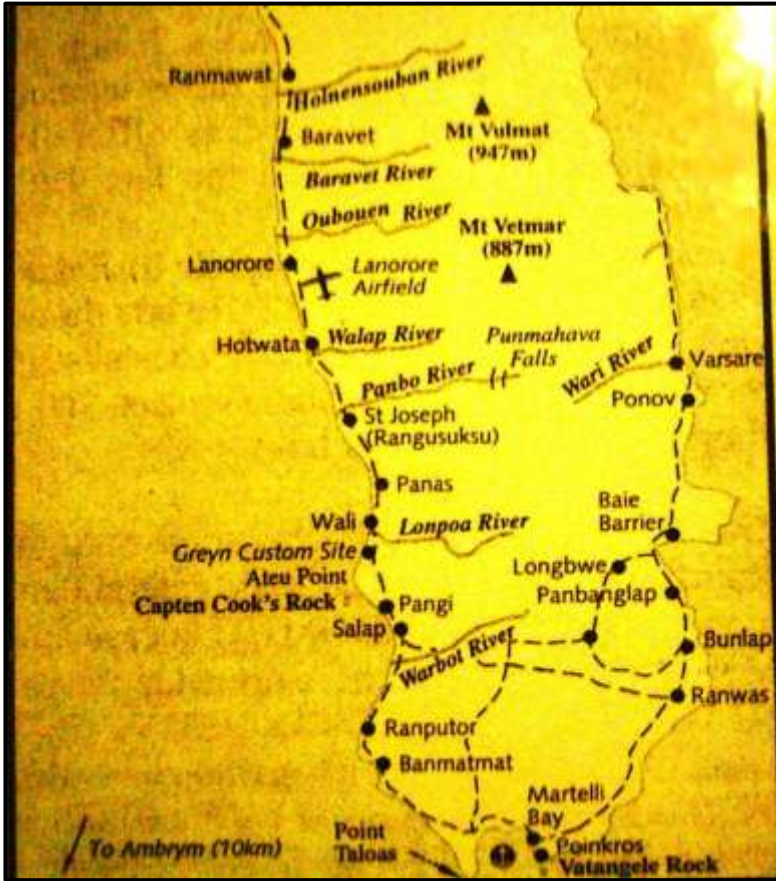 Ranmawat
Holnensouban River
Mt Vulmat
(947m)
Baravet
Baravet River
Oubouen River
Mt Vetmar
(887m)
Lanorore
Lanorore
Airfield
Hotwata
Walap River
Punmahava
Falls
Panbo River
Wari River
Varsare
Ponov
St Joseph
(Rangusuksu)
Panas
Baie
Barrier
Wali
Lonpoa River
Greyn Custom Site
Longbwe
Ateu Point
Panbanglap
Capten Cook's Rock
Pangi
Salap
Warbol River
Bunlap
Ranwas
Ranputor
Banmatmat
Martelli
Bay
Point
Taloas
To Ambrym (10km)
Poinkros
Vatangele Rock